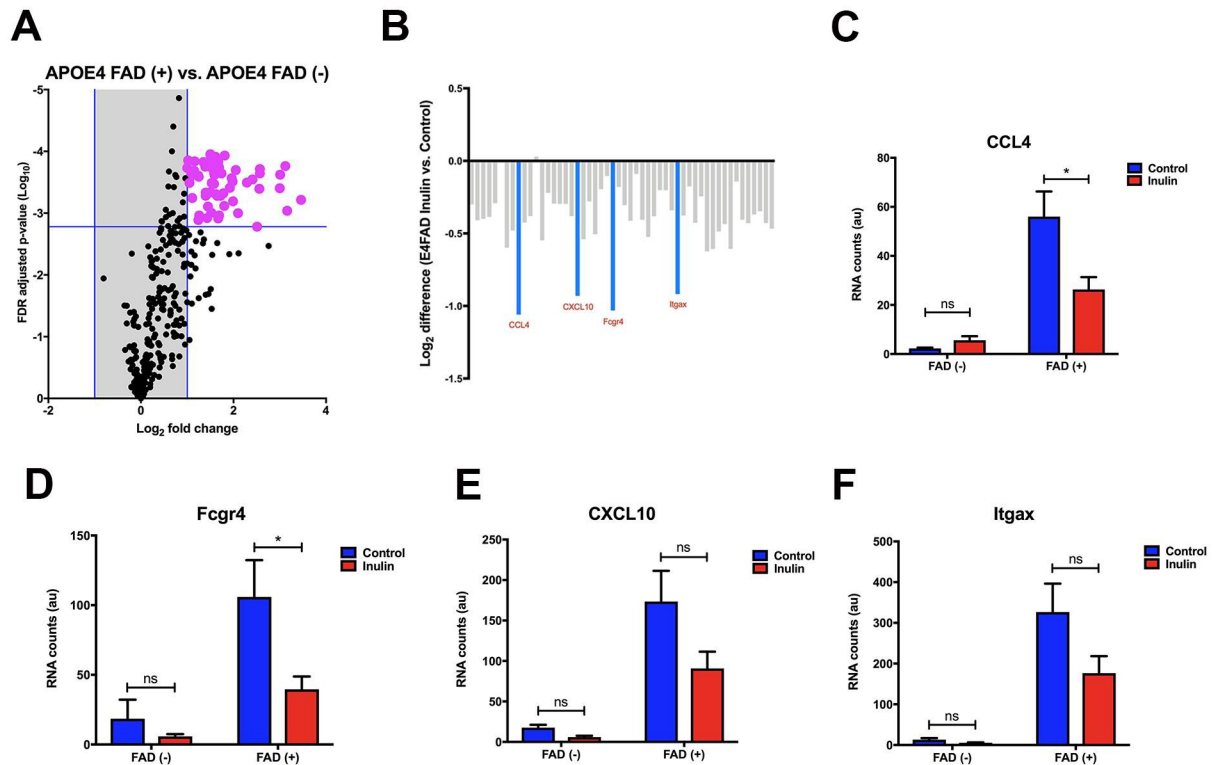 A
APOE4 FAD (+) vs. APOE4 FAD (-)
FDR adjusted p-value (Log10)
-5
-4
-3
-2
-1
0
-2
0
2
4
Log2 fold change
B
Log2 difference (E4FAD Inulin vs. Control)
0.5
0.0
-0.5
-1.0
-1.5
CCL4
CXCL10
Fcgr4
Itgax
C
CCL4
RNA counts (au)
80
60
40
20
0
ns
*
FAD (-)
FAD (+)
Control
Inulin
D
Fcgr4
RNA counts (au)
150
100
50
0
ns
*
FAD (-)
FAD (+)
Control
Inulin
E
CXCL10
RNA counts (au)
250
200
150
100
50
0
ns
ns
FAD (-)
FAD (+)
Control
Inulin
F
Itgax
RNA counts (au)
500
400
300
200
100
0
ns
ns
FAD (-)
FAD (+)
Control
Inulin